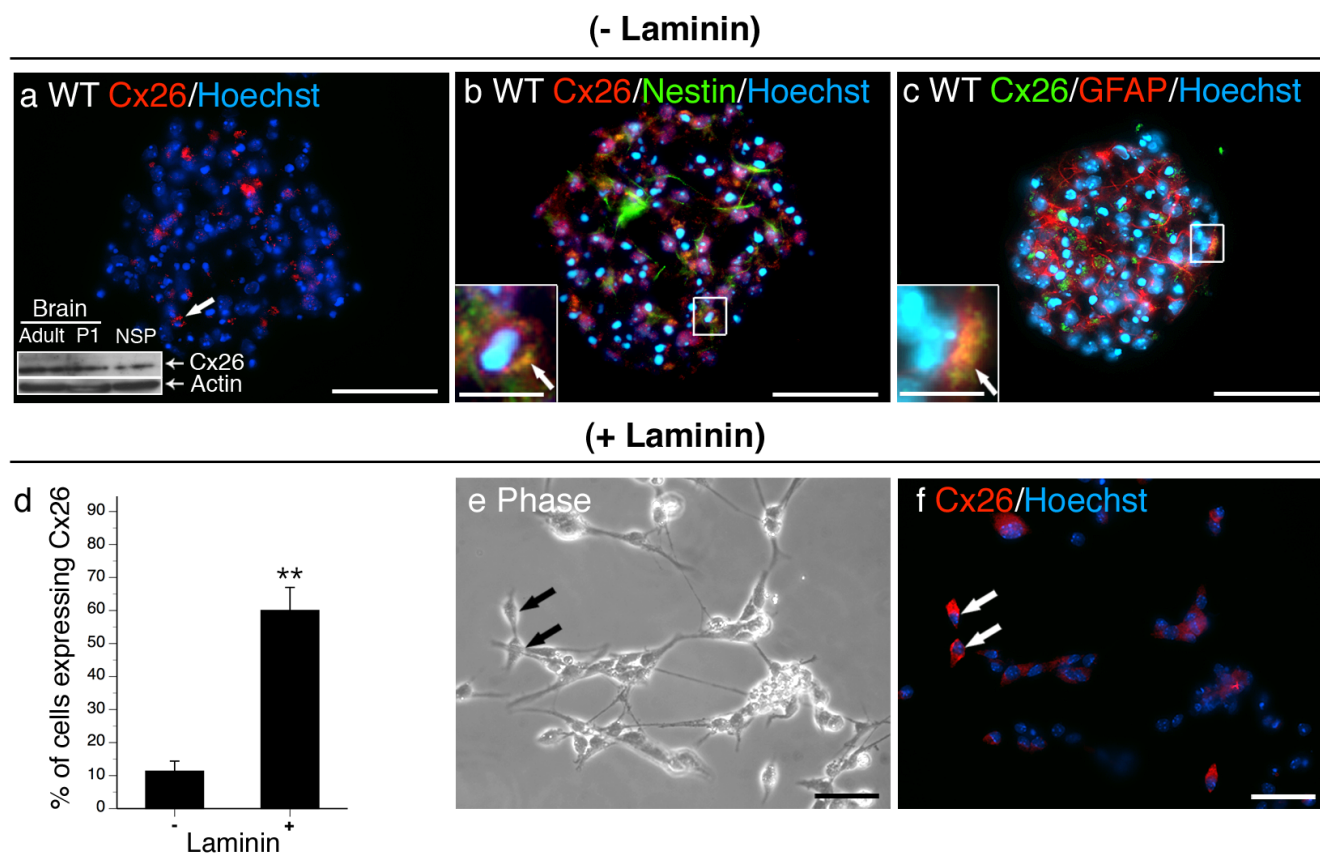 (- Laminin)
a WT Cx26/Hoechst
Brain
Adult P1 NSP
Cx26
Actin
b WT Cx26/Nestin/Hoechst
c WT Cx26/GFAP/Hoechst
(+ Laminin)
d
% of cells expressing Cx26
90
80
70
60
50
40
30
20
10
0
**
- +
Laminin
e Phase
f Cx26/Hoechst